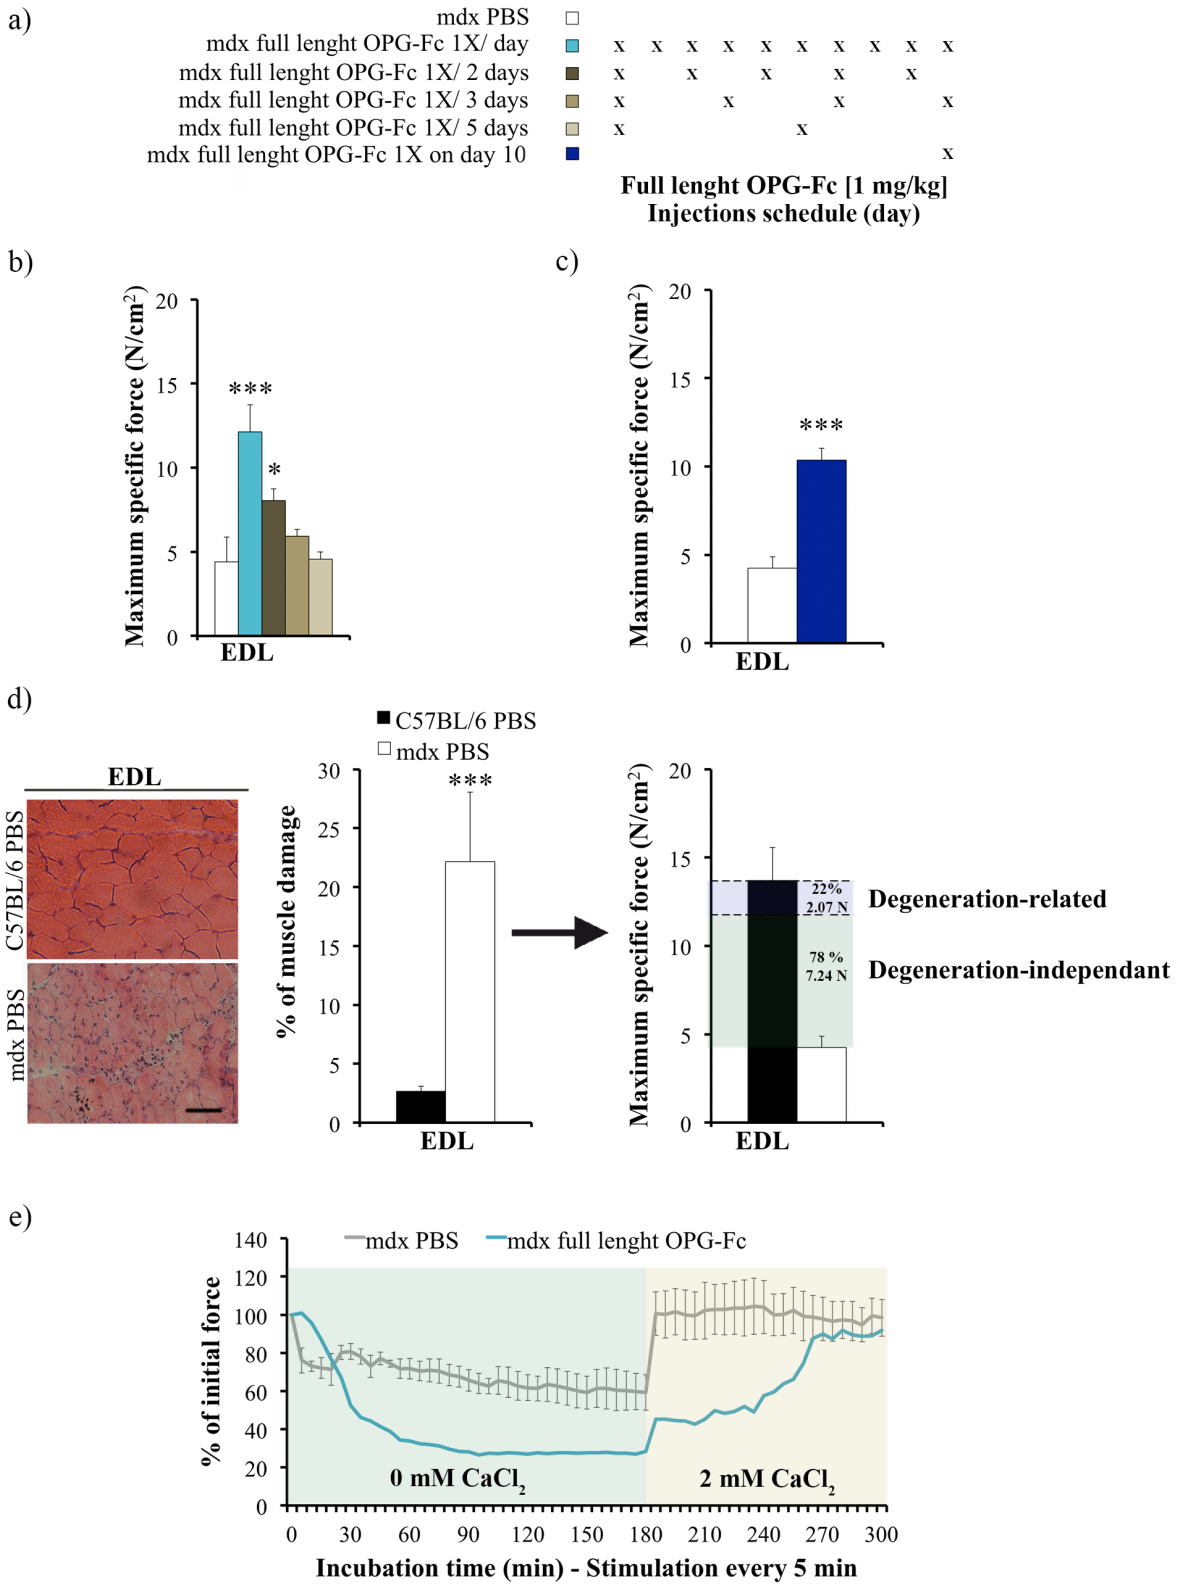 a)
mdx PBS
mdx full lenght OPG-Fc 1X/ day x x x x x x x x x x
mdx full lenght OPG-Fc 1X/ 2 days x x x x x
mdx full lenght OPG-Fc 1X/ 3 days x x x x
mdx full lenght OPG-Fc 1X/ 5 days x x
mdx full lenght OPG-Fc 1X on day 10 x
Full lenght OPG-Fc [1 mg/kg]
Injections schedule (day)
b)
Maximum specific force (N/cm²)
20
15
10
5
0
***
*
EDL
c)
Maximum specific force (N/cm²)
20
15
10
5
0
***
EDL
d)
EDL
C57BL/6 PBS
mdx PBS
C57BL/6 PBS
mdx PBS
% of muscle damage
30
25
20
15
10
5
0
***
EDL
Maximum specific force (N/cm²)
20
15
10
5
0
22%
2.07 N
78 %
7.24 N
EDL
Degeneration-related
Degeneration-independant
e)
mdx PBS mdx full lenght OPG-Fc
% of initial force
140
120
100
80
60
40
20
0
0 mM CaCl₂ 2 mM CaCl₂
0 30 60 90 120 150 180 210 240 270 300
Incubation time (min) - Stimulation every 5 min